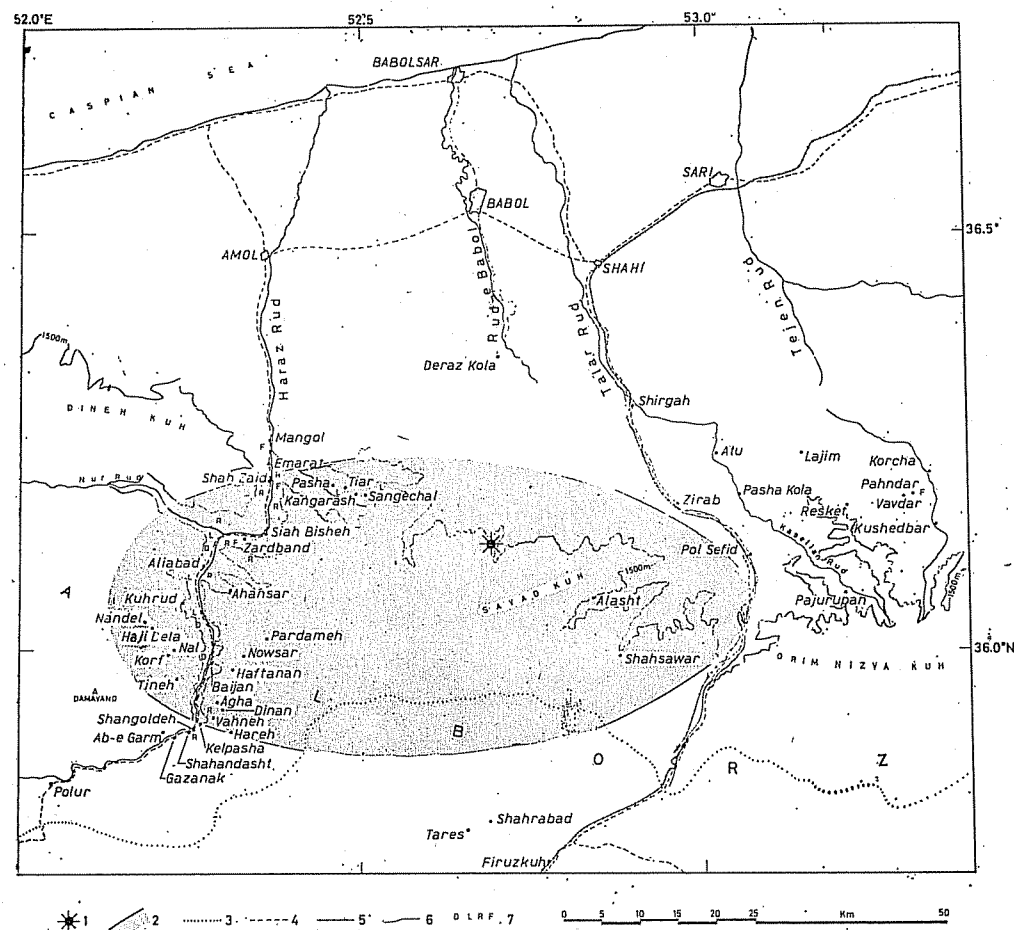 52.0°E 52.5 53.0°
CASPIAN SEA
BABOLSAR
SARI
BABOL
36.5°
AMOL
SHAHI
Haraz Rud
Rud-e Babol
Talar Rud
Tejen Rud
1500m
Deraz Kola
DINEH KUH
Shirgah
Mangol
F
Alu
Lajim
Korcha
Emarat
Nur Rud
Shah Zaid
Pasha
Tiar
Pahndar
F
Kangarash
Sangechal
Zirab
Pasha Kola
Vavdar
Resket
Kushedbar
Siah Bisheh
Zardband
Pol Sefid
Aliabad
1500m
1500m
A
Ahansar
SAVAD KUH
Alasht
Pajurupan
Kuhrud
Nandel
Haji Dela
Pardameh
36.0°N
Nal
Korf
Nowsar
Shahsawar
ORIM NIZVA KUH
Haftanan
Tineh
Baijan
DAMAVAND
Agha
Dinan
L
Shangoldeh
Vahneh
Ab-e Garm
Hareh
B
Kelpasha
Shahandasht
O
R
Z
Gazanak
Polur
Shahrabad
Tares
Firuzkuh
1 2 3 4 5 6 DLRF 7 0 5 10 15 20 25 Km 50